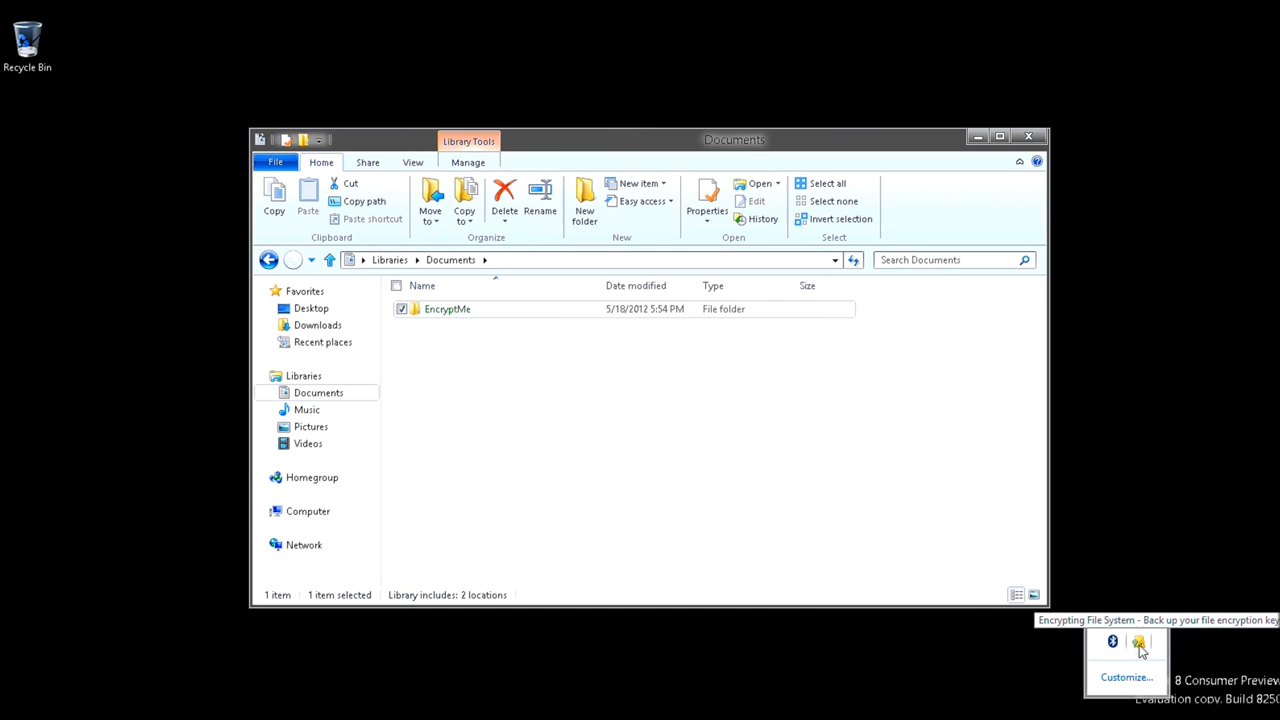 Recycle Bin
Library Tools
Documents
File Home Share View Manage
Copy
Paste
Cut
Copy path
Paste shortcut
Clipboard
Move to
Copy to
Delete
Rename
Organize
New folder
New item
Easy access
New
Properties
Open
Edit
History
Open
Select all
Select none
Invert selection
Select
Libraries Documents
Search Documents
Name Date modified Type Size
EncryptMe 5/18/2012 5:54 PM File folder
Favorites
Desktop
Downloads
Recent places
Libraries
Documents
Music
Pictures
Videos
Homegroup
Computer
Network
1 item 1 item selected Library includes: 2 locations
Encrypting File System - Back up your file encryption key
Customize...
8 Consumer Preview
Evaluation copy. Build 8250